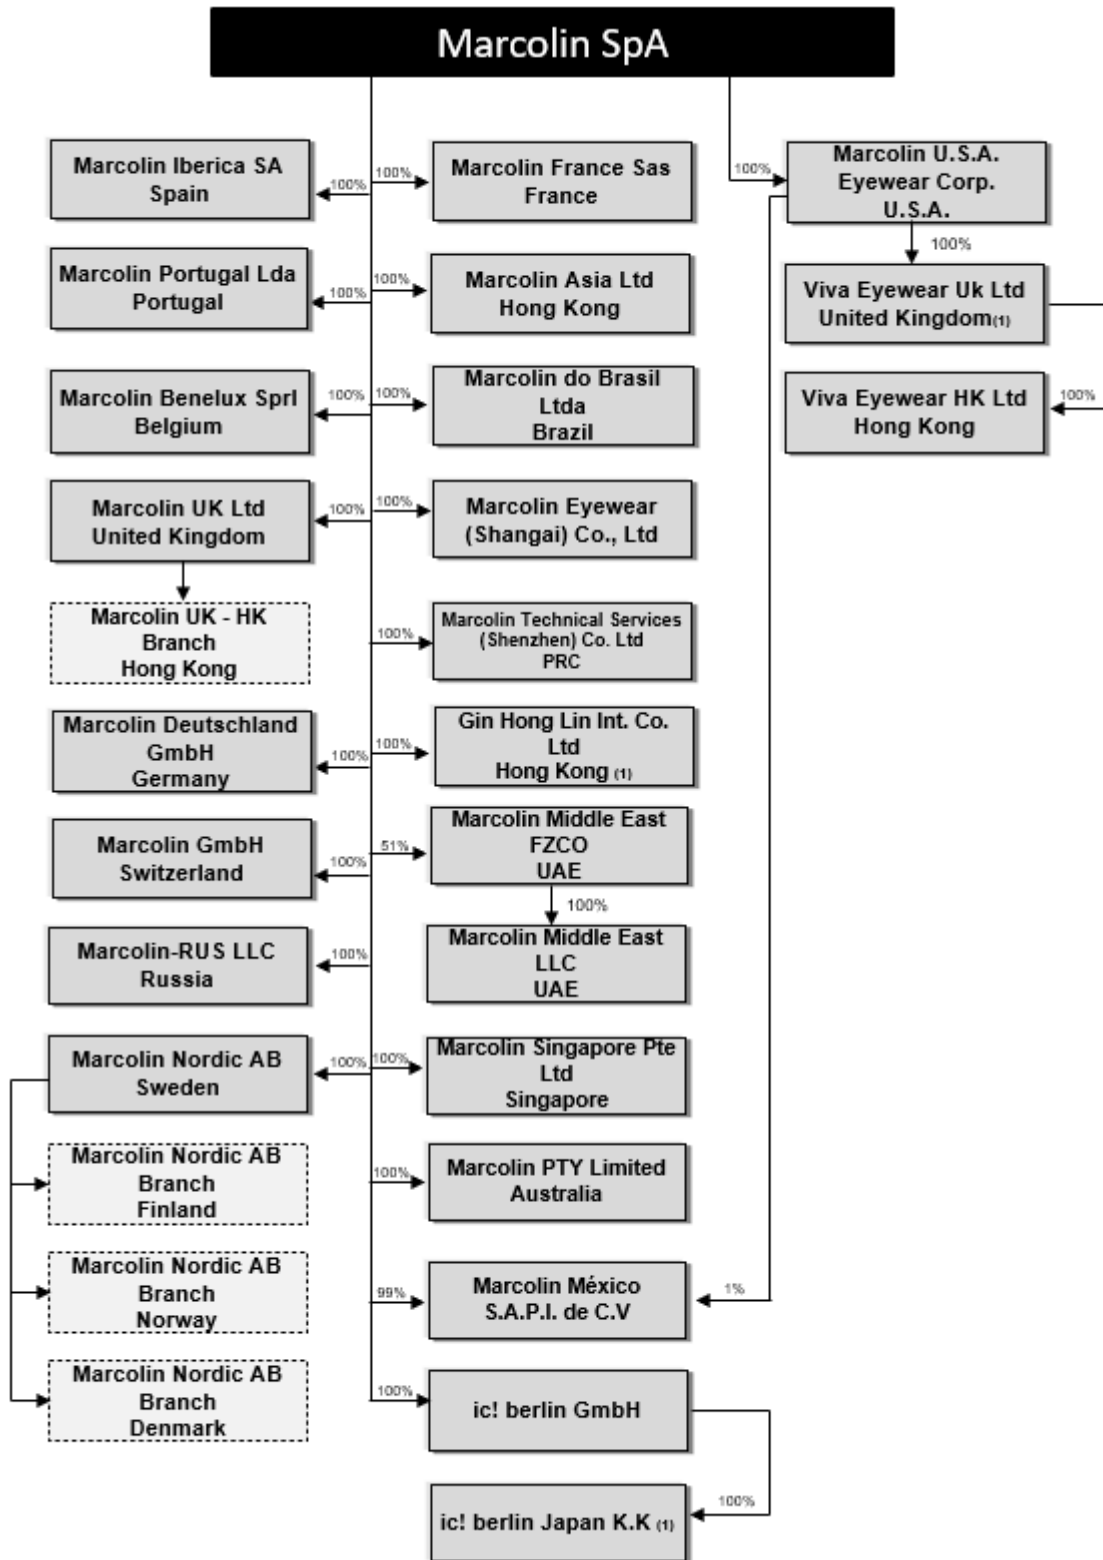 Marcolin SpA
Marcolin Iberica SA
Spain
100%
100%
Marcolin France Sas
France
100%
Marcolin U.S.A.
Eyewear Corp.
U.S.A.
100%
Marcolin Portugal Lda
Portugal
100%
100%
Marcolin Asia Ltd
Hong Kong
Viva Eyewear Uk Ltd
United Kingdom(1)
Marcolin Benelux Sprl
Belgium
100%
100%
Marcolin do Brasil
Ltda
Brazil
Viva Eyewear HK Ltd
Hong Kong
100%
Marcolin UK Ltd
United Kingdom
100%
100%
Marcolin Eyewear
(Shangai) Co., Ltd
Marcolin UK - HK
Branch
Hong Kong
100%
Marcolin Technical Services
(Shenzhen) Co. Ltd
PRC
Marcolin Deutschland
GmbH
Germany
100%
100%
Gin Hong Lin Int. Co.
Ltd
Hong Kong (1)
Marcolin GmbH
Switzerland
100%
51%
Marcolin Middle East
FZCO
UAE
100%
Marcolin-RUS LLC
Russia
100%
Marcolin Middle East
LLC
UAE
Marcolin Nordic AB
Sweden
100%
100%
Marcolin Singapore Pte
Ltd
Singapore
Marcolin Nordic AB
Branch
Finland
100%
Marcolin PTY Limited
Australia
Marcolin Nordic AB
Branch
Norway
99%
Marcolin México
S.A.P.I. de C.V
1%
Marcolin Nordic AB
Branch
Denmark
100%
ic! berlin GmbH
ic! berlin Japan K.K (1)
100%